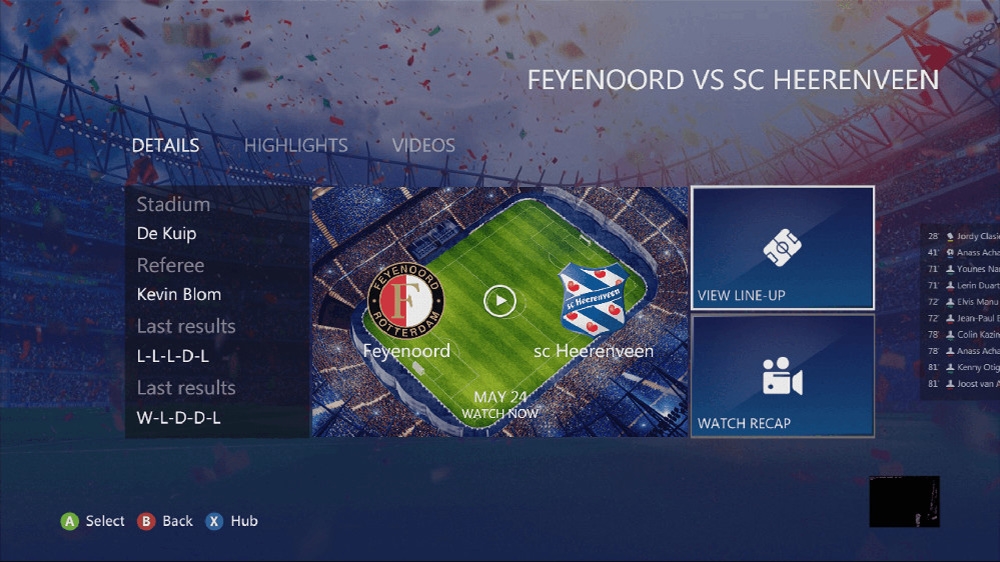 FEYENOORD VS SC HEERENVEEN
DETAILS HIGHLIGHTS VIDEOS
Stadium
De Kuip
Referee
Kevin Blom
Last results
L-L-L-D-L
Last results
W-L-D-D-L
FEYENOORD
F
ROTTERDAM
Feyenoord
sc Heerenveen
sc Heerenveen
MAY 24
WATCH NOW
VIEW LINE-UP
WATCH RECAP
28' Jordy Clasie
41' Anass Acha
71' Younes Na
71' Lerin Duart
72' Elvis Manu
72' Jean-Paul
78' Colin Kazim
78' Anass Acha
81' Kenny Otig
81' Joost van A
A Select B Back X Hub